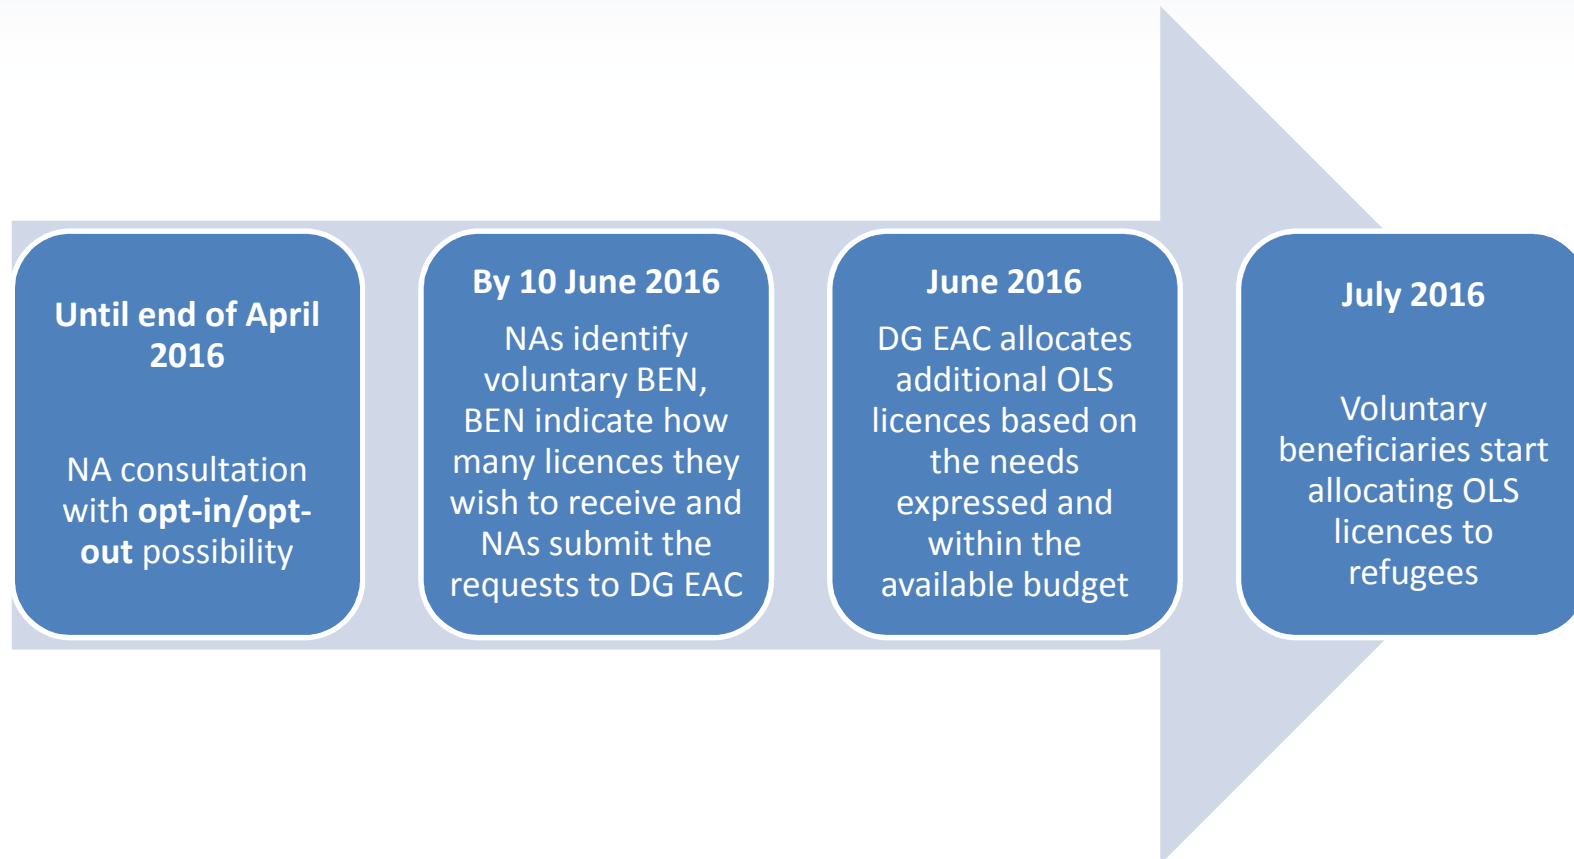 Until end of April
2016
NA consultation
with opt-in/opt-
out possibility
By 10 June 2016
NAs identify
voluntary BEN,
BEN indicate how
many licences they
wish to receive and
NAs submit the
requests to DG EAC
June 2016
DG EAC allocates
additional OLS
licences based on
the needs
expressed and
within the
available budget
July 2016
Voluntary
beneficiaries start
allocating OLS
licences to
refugees